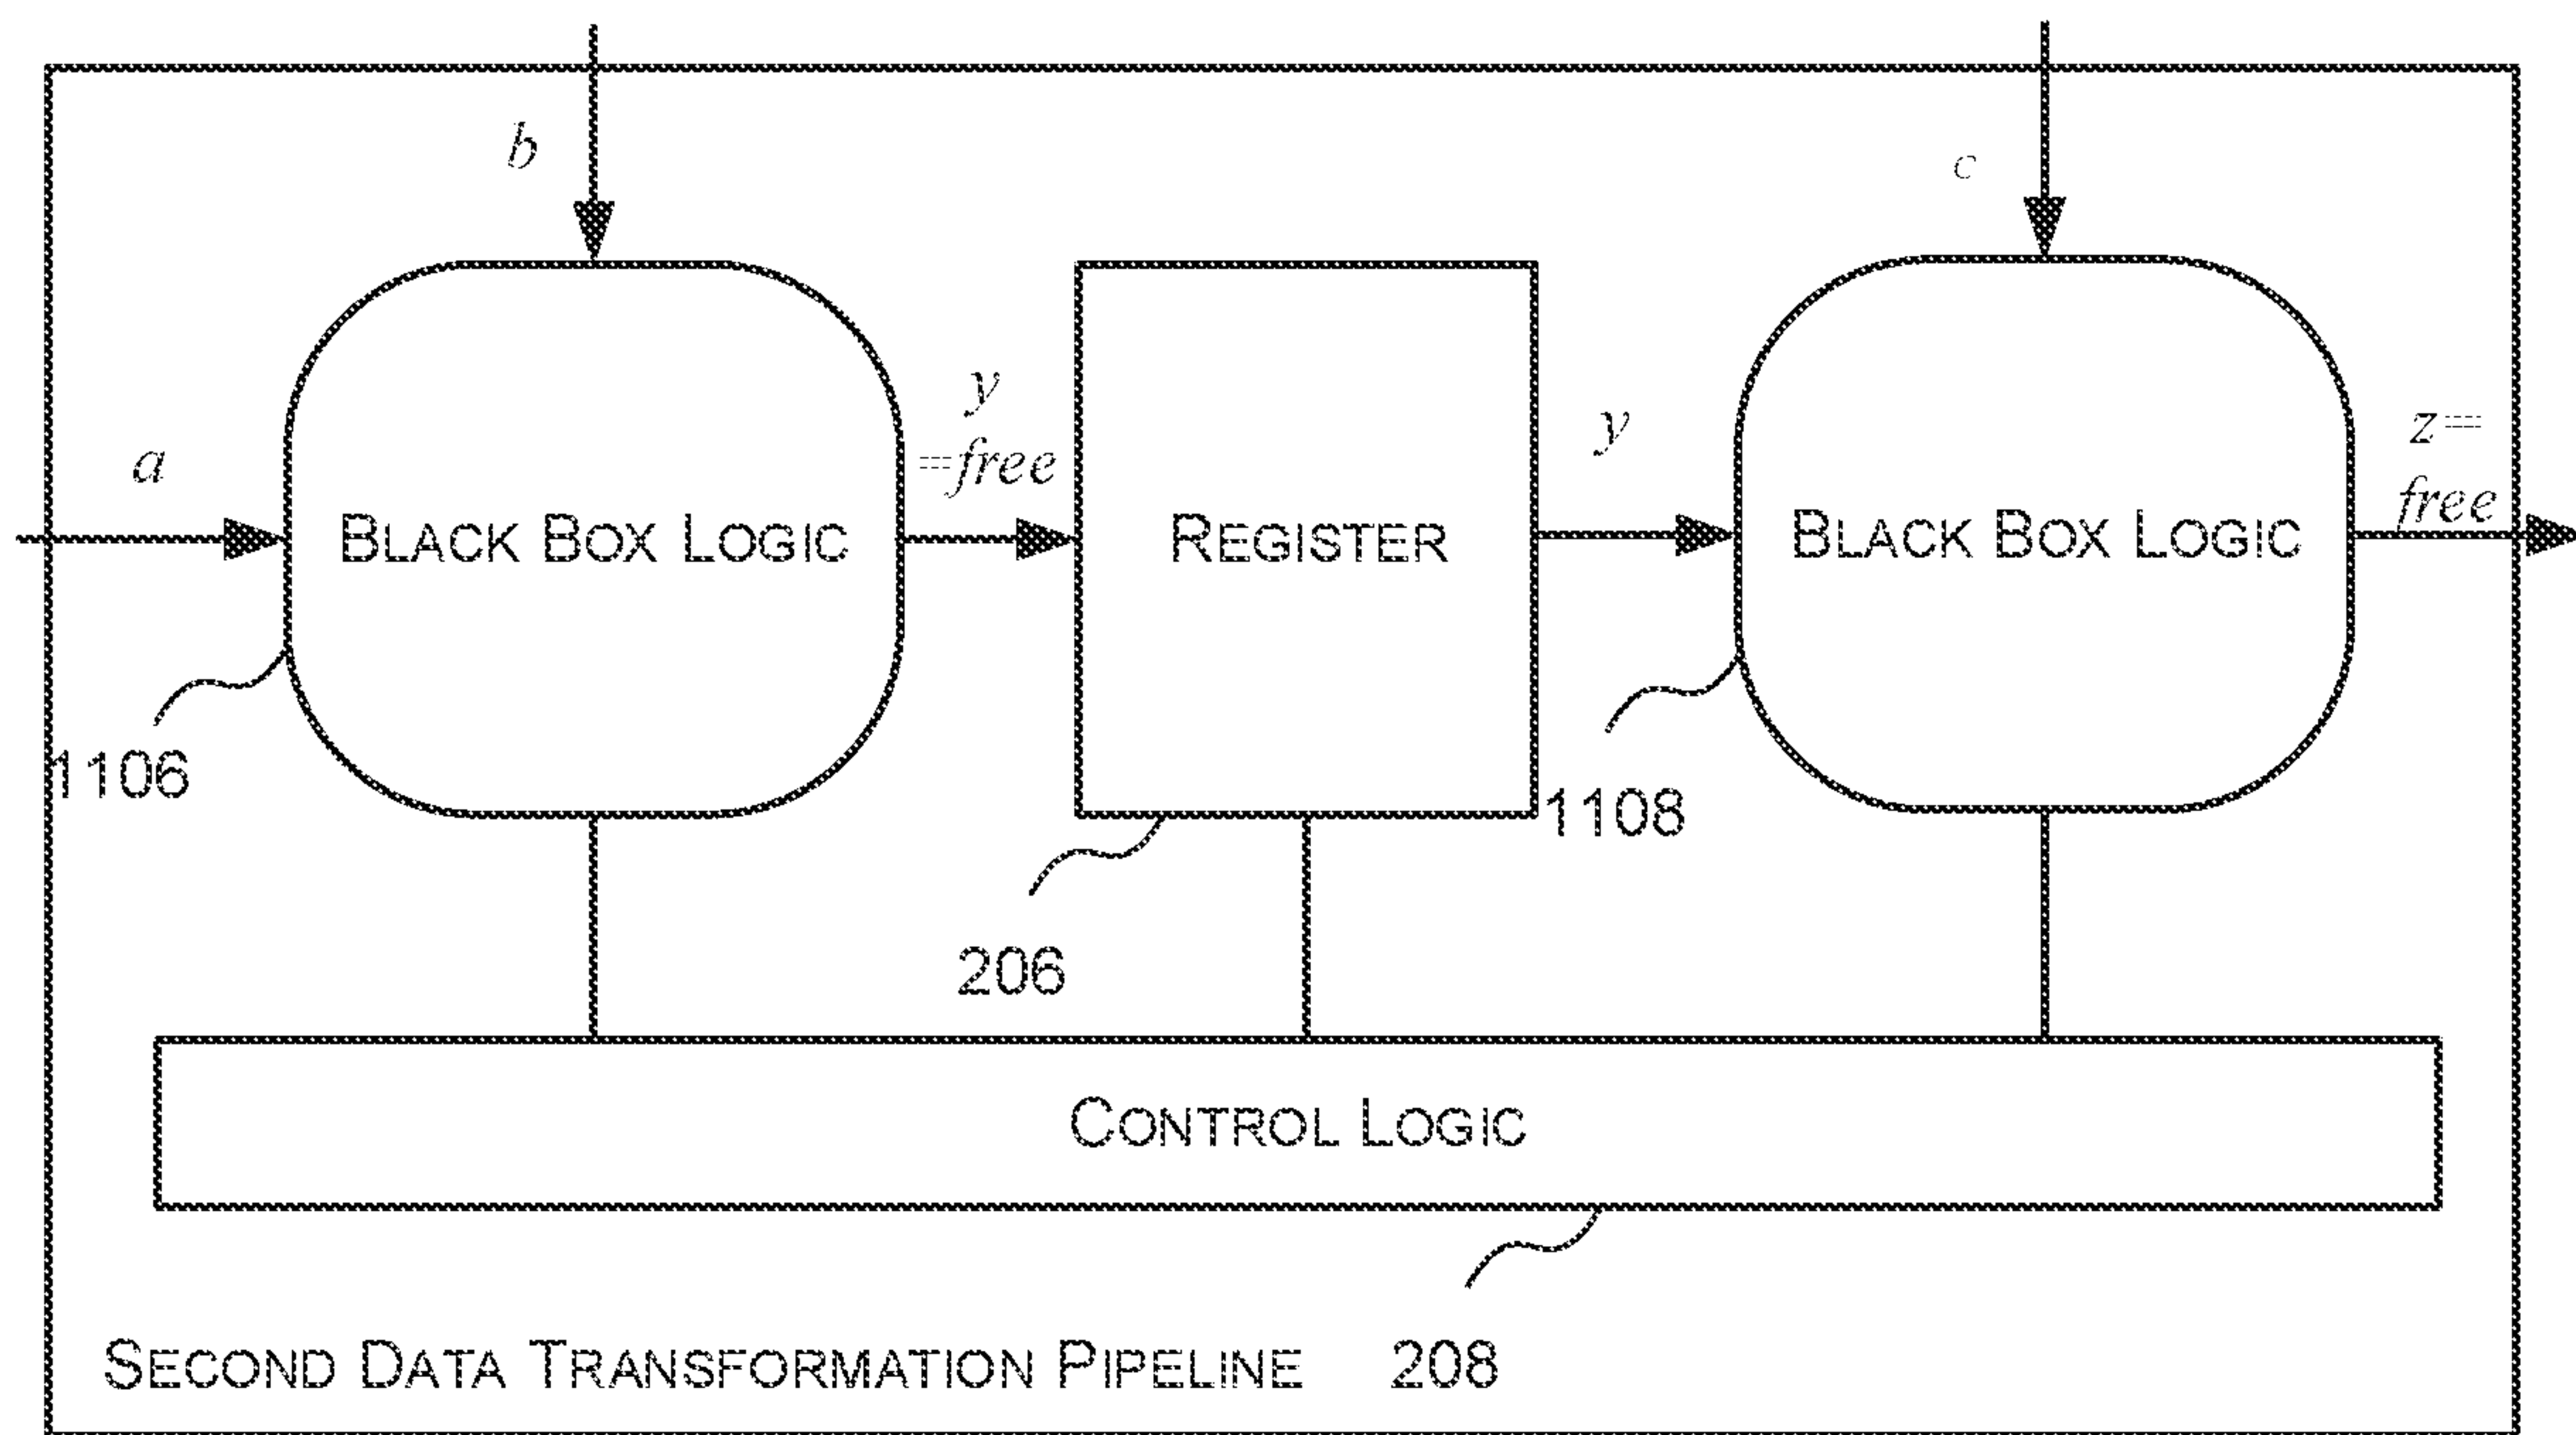 b
c
a
y
=free
y
z=
free
BLACK BOX LOGIC
REGISTER
BLACK BOX LOGIC
1106
206
1108
CONTROL LOGIC
SECOND DATA TRANSFORMATION PIPELINE 208